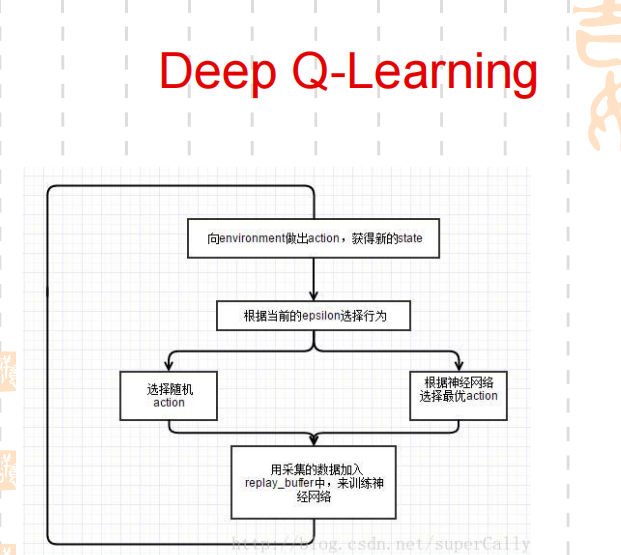 Deep Q-Learning
向environment做出action，获得新的state
根据当前的epsilon选择行为
选择随机
action
根据神经网络
选择最优action
用采集的数据加入
replay_buffer中，来训练神
经网络
http://blog.csdn.net/superCally